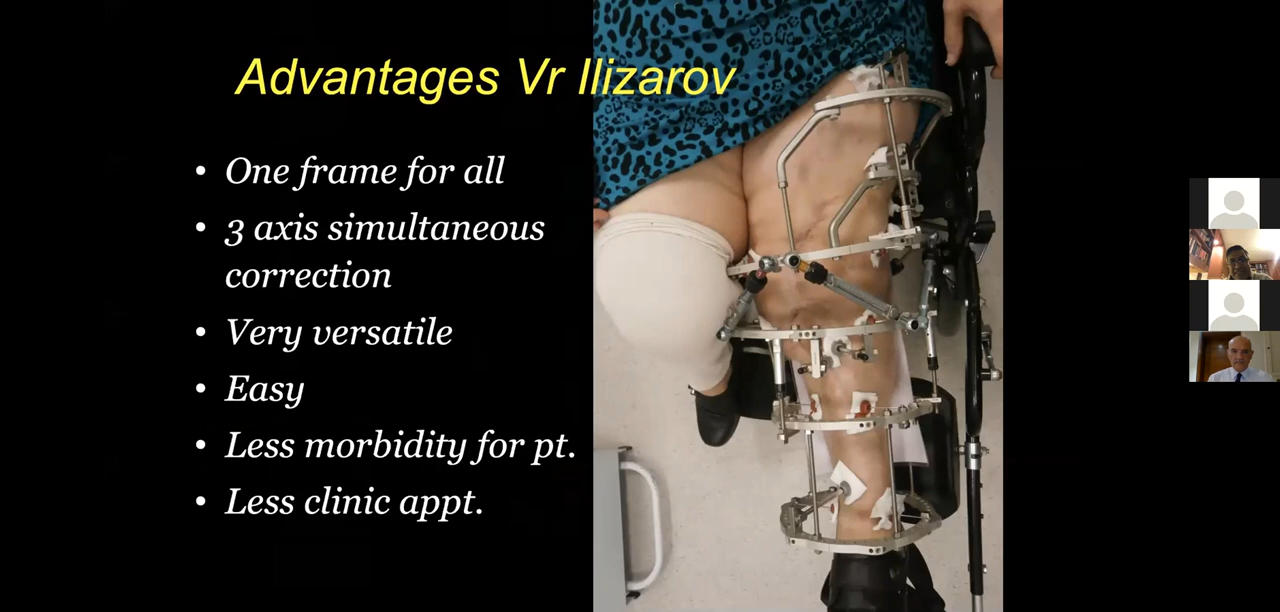 Advantages Vr Ilizarov
• One frame for all
• 3 axis simultaneous
correction
• Very versatile
• Easy
• Less morbidity for pt.
• Less clinic appt.